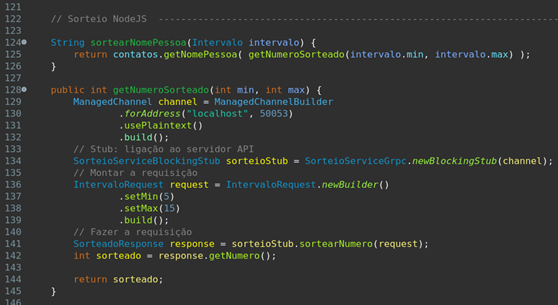 121
122 // Sorteio NodeJS ----------------------------------------------------------------
123
124 String sortearNomePessoa(Intervalo intervalo) {
125 return contatos.getNomePessoa( getNumeroSorteado(intervalo.min, intervalo.max) );
126 }
127
128 public int getNumeroSorteado(int min, int max) {
129 ManagedChannel channel = ManagedChannelBuilder
130 .forAddress("localhost", 50053)
131 .usePlaintext()
132 .build();
133 // Stub: ligação ao servidor API
134 SorteioServiceBlockingStub sorteioStub = SorteioServiceGrpc.newBlockingStub(channel);
135 // Montar a requisição
136 IntervaloRequest request = IntervaloRequest.newBuilder()
137 .setMin(5)
138 .setMax(15)
139 .build();
140 // Fazer a requisição
141 SorteadoResponse response = sorteioStub.sortearNumero(request);
142 int sorteado = response.getNumero();
143
144 return sorteado;
145 }
146